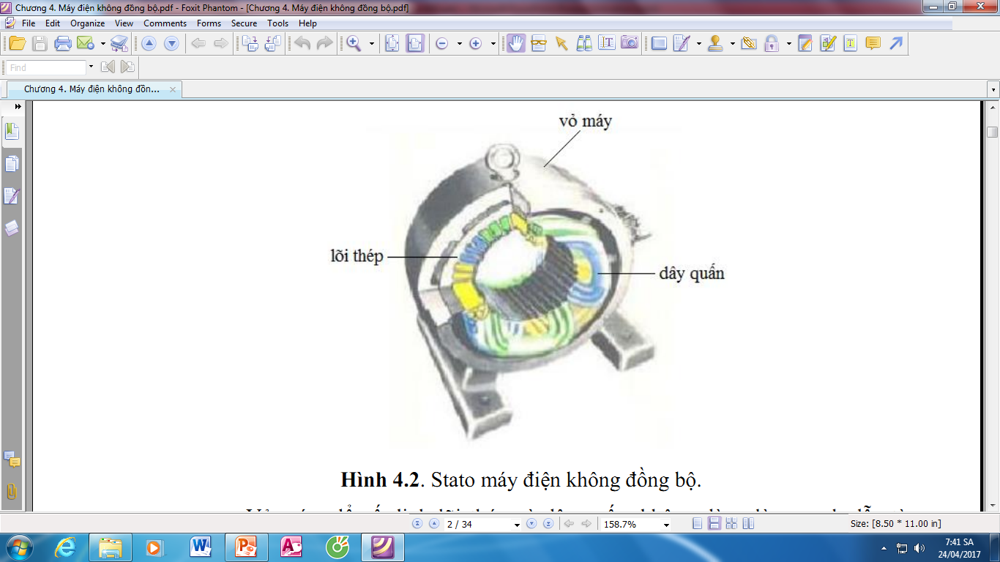 Chương 4. Máy điện không đồng bộ.pdf - Foxit Phantom - [Chương 4. Máy điện không đồng bộ.pdf]
File Edit Organize View Comments Forms Secure Tools Help
Find
Chương 4. Máy điện không đồn...
vỏ máy
lõi thép
dây quấn
Hình 4.2. Stato máy điện không đồng bộ.
2 / 34
158.7%
Size: [8.50 * 11.00 in]
7:41 SA
24/04/2017